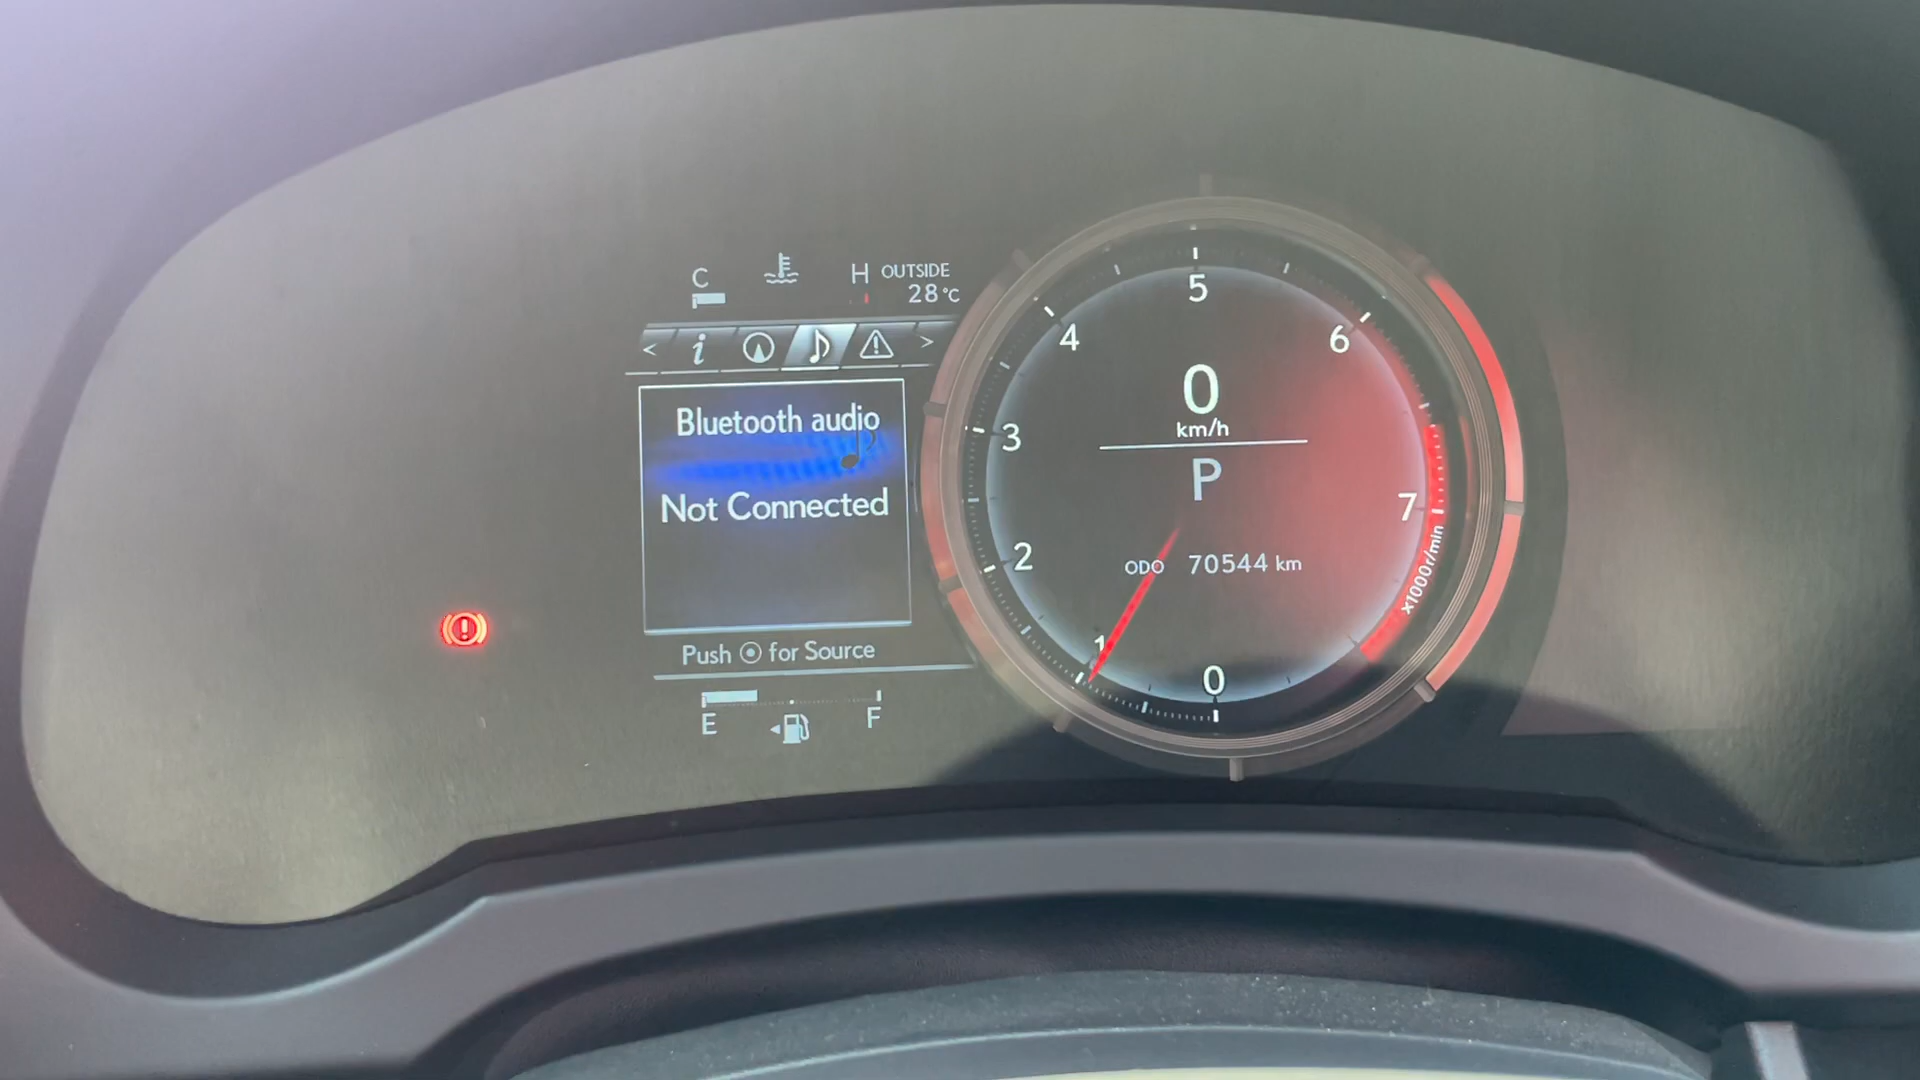 C H OUTSIDE
28°C
< i >
Bluetooth audio
Not Connected
Push ⦿ for Source
E F
0
km/h
P
ODO 70544 km
0
1
2
3
4
5
6
7
x1000r/min